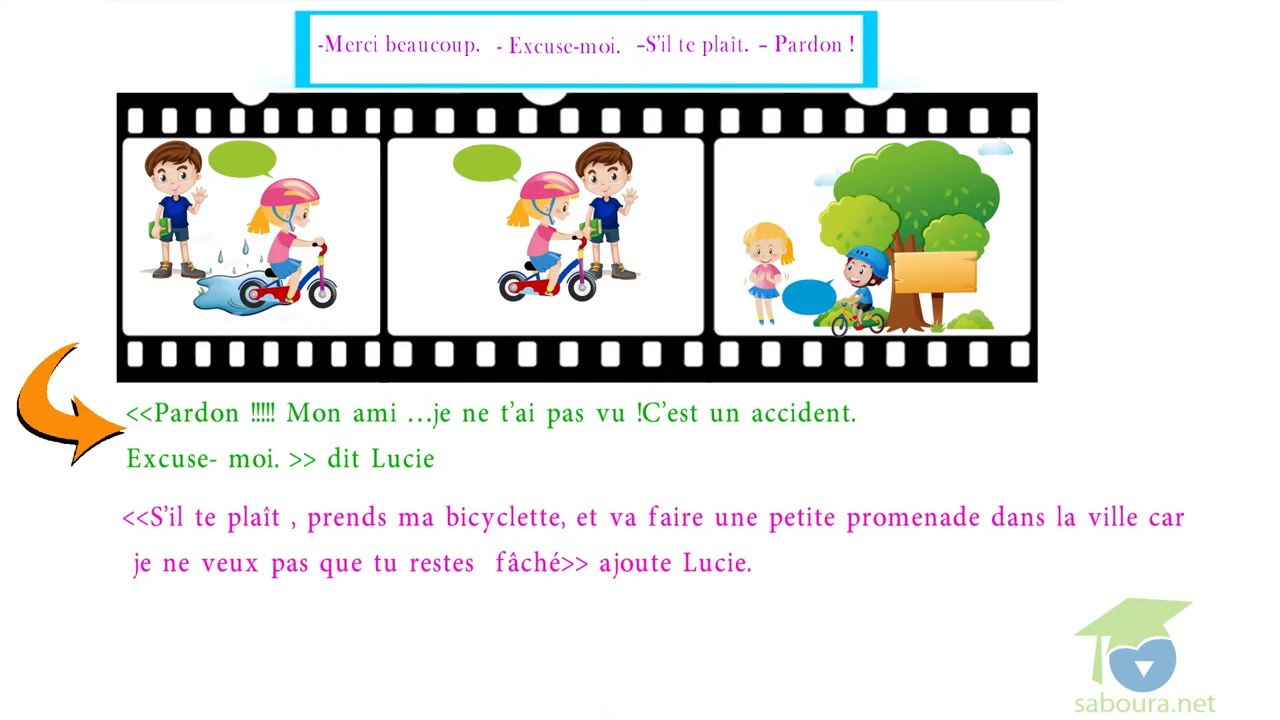 -Merci beaucoup. - Excuse-moi. –S'il te plaît. – Pardon !
<<Pardon !!!!! Mon ami ...je ne t'ai pas vu !C'est un accident.
Excuse- moi. >> dit Lucie
<<S'il te plaît , prends ma bicyclette, et va faire une petite promenade dans la ville car
je ne veux pas que tu restes fâché>> ajoute Lucie.
saboura.net